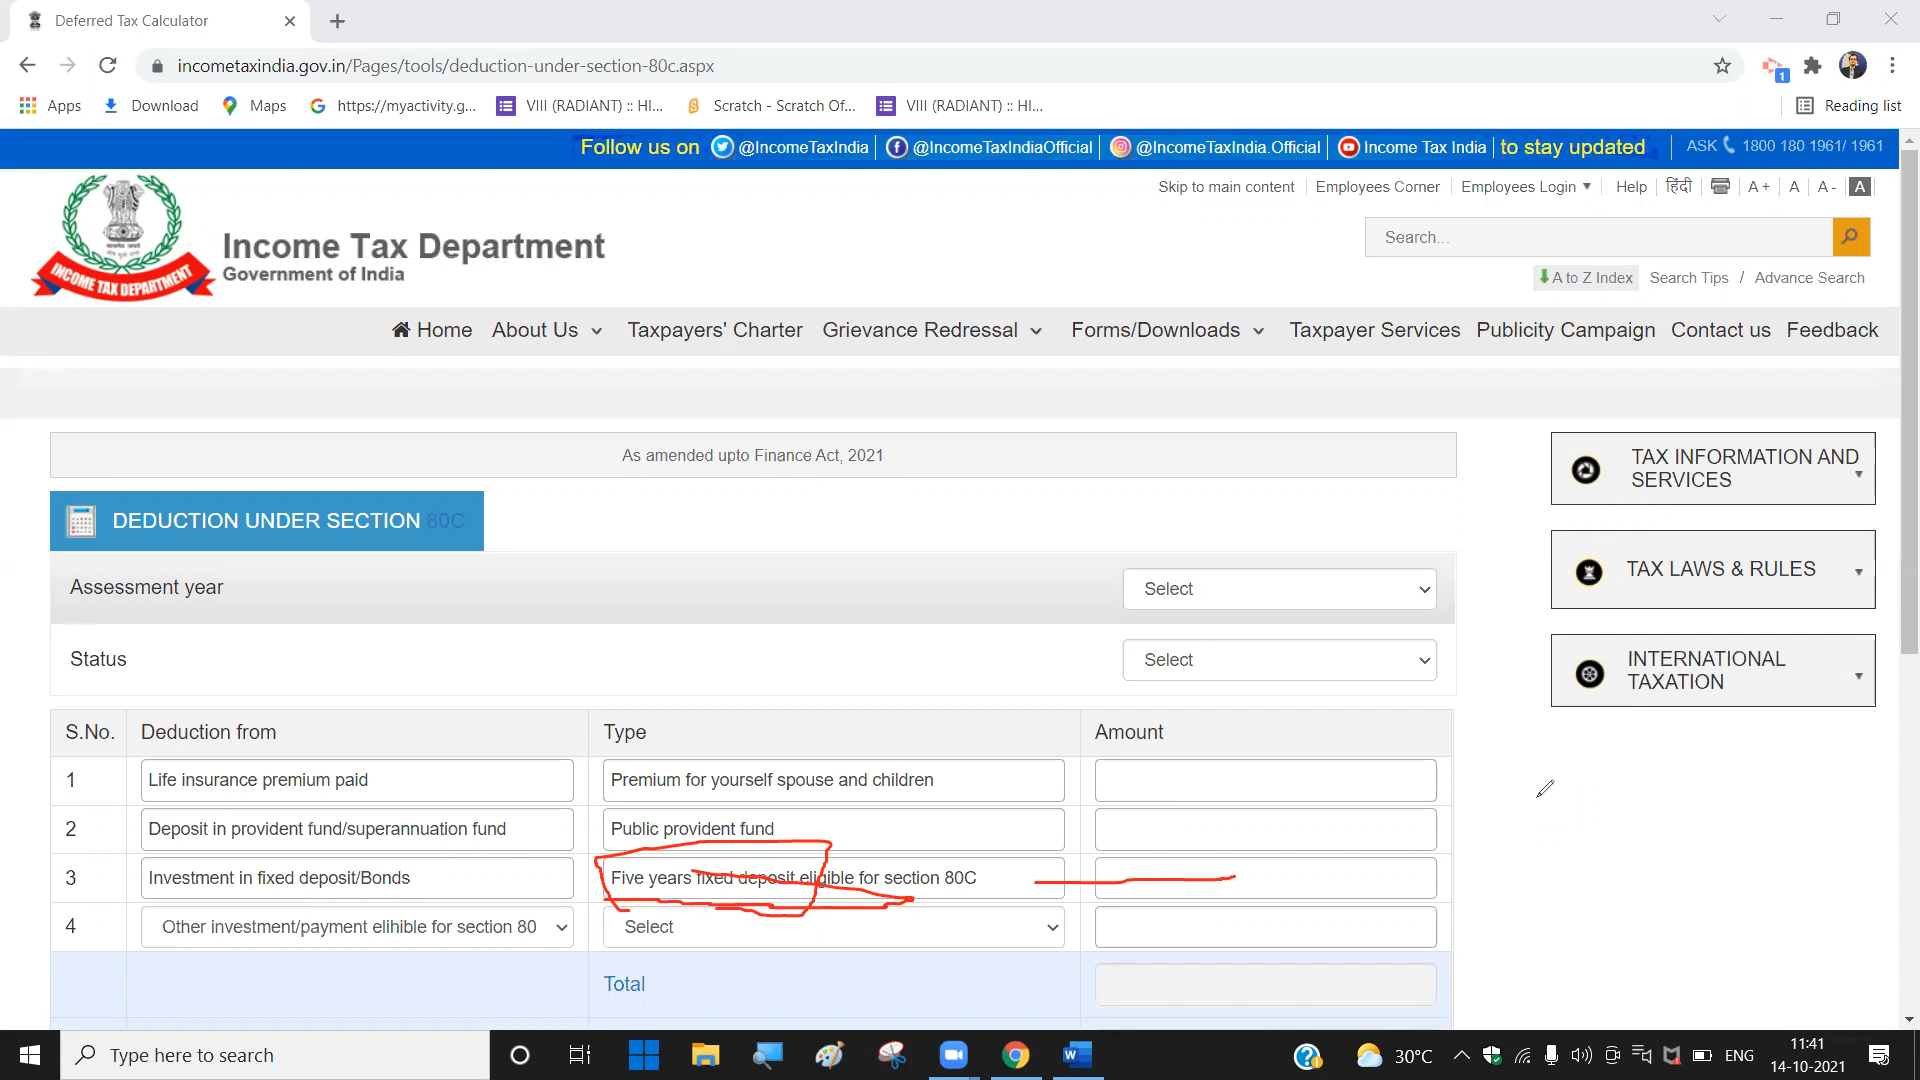 Deferred Tax Calculator
incometaxindia.gov.in/Pages/tools/deduction-under-section-80c.aspx
1
Apps Download Maps https://myactivity.g... VIII (RADIANT) :: HI... Scratch - Scratch Of... VIII (RADIANT) :: HI... Reading list
Follow us on @IncomeTaxIndia @IncomeTaxIndiaOfficial @IncomeTaxIndia.Official Income Tax India to stay updated ASK 1800 180 1961/ 1961
Skip to main content Employees Corner Employees Login Help हिंदी A + A A - A
Income Tax Department
Government of India
INCOME TAX DEPARTMENT
Search...
A to Z Index Search Tips / Advance Search
Home About Us Taxpayers' Charter Grievance Redressal Forms/Downloads Taxpayer Services Publicity Campaign Contact us Feedback
As amended upto Finance Act, 2021
TAX INFORMATION AND SERVICES
DEDUCTION UNDER SECTION 80C
TAX LAWS & RULES
Assessment year Select
Status Select
INTERNATIONAL TAXATION
S.No. Deduction from Type Amount
1 Life insurance premium paid Premium for yourself spouse and children
2 Deposit in provident fund/superannuation fund Public provident fund
3 Investment in fixed deposit/Bonds Five years fixed deposit eligible for section 80C
4 Other investment/payment elihible for section 80 Select
Total
Type here to search
W
30°C
ENG
11:41
14-10-2021